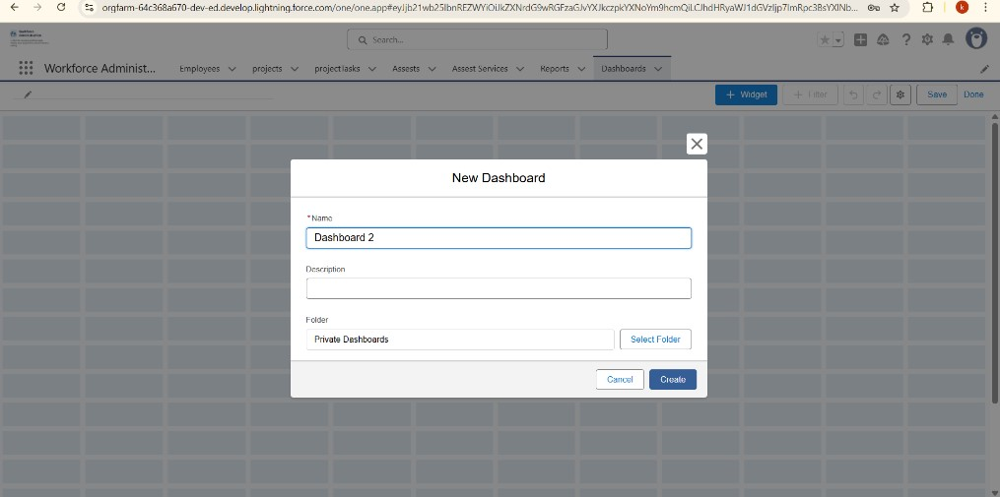 orgfarm-64c368a670-dev-ed.develop.lightning.force.com/one/one.app#eyJjb21wb25lbnREZWYiOiJkZXNrdG9wRGFzaGJvYXJkczpkYXNoYm9hcmQiLCJhdHRyaWJ1dGVzIjp7ImRpc3BsYXlNb...
k
Search...
Workforce Administ...
Employees
projects
project tasks
Assests
Assest Services
Reports
Dashboards
+ Widget
+ Filter
Save
Done
New Dashboard
* Name
Dashboard 2
Description
Folder
Private Dashboards
Select Folder
Cancel
Create